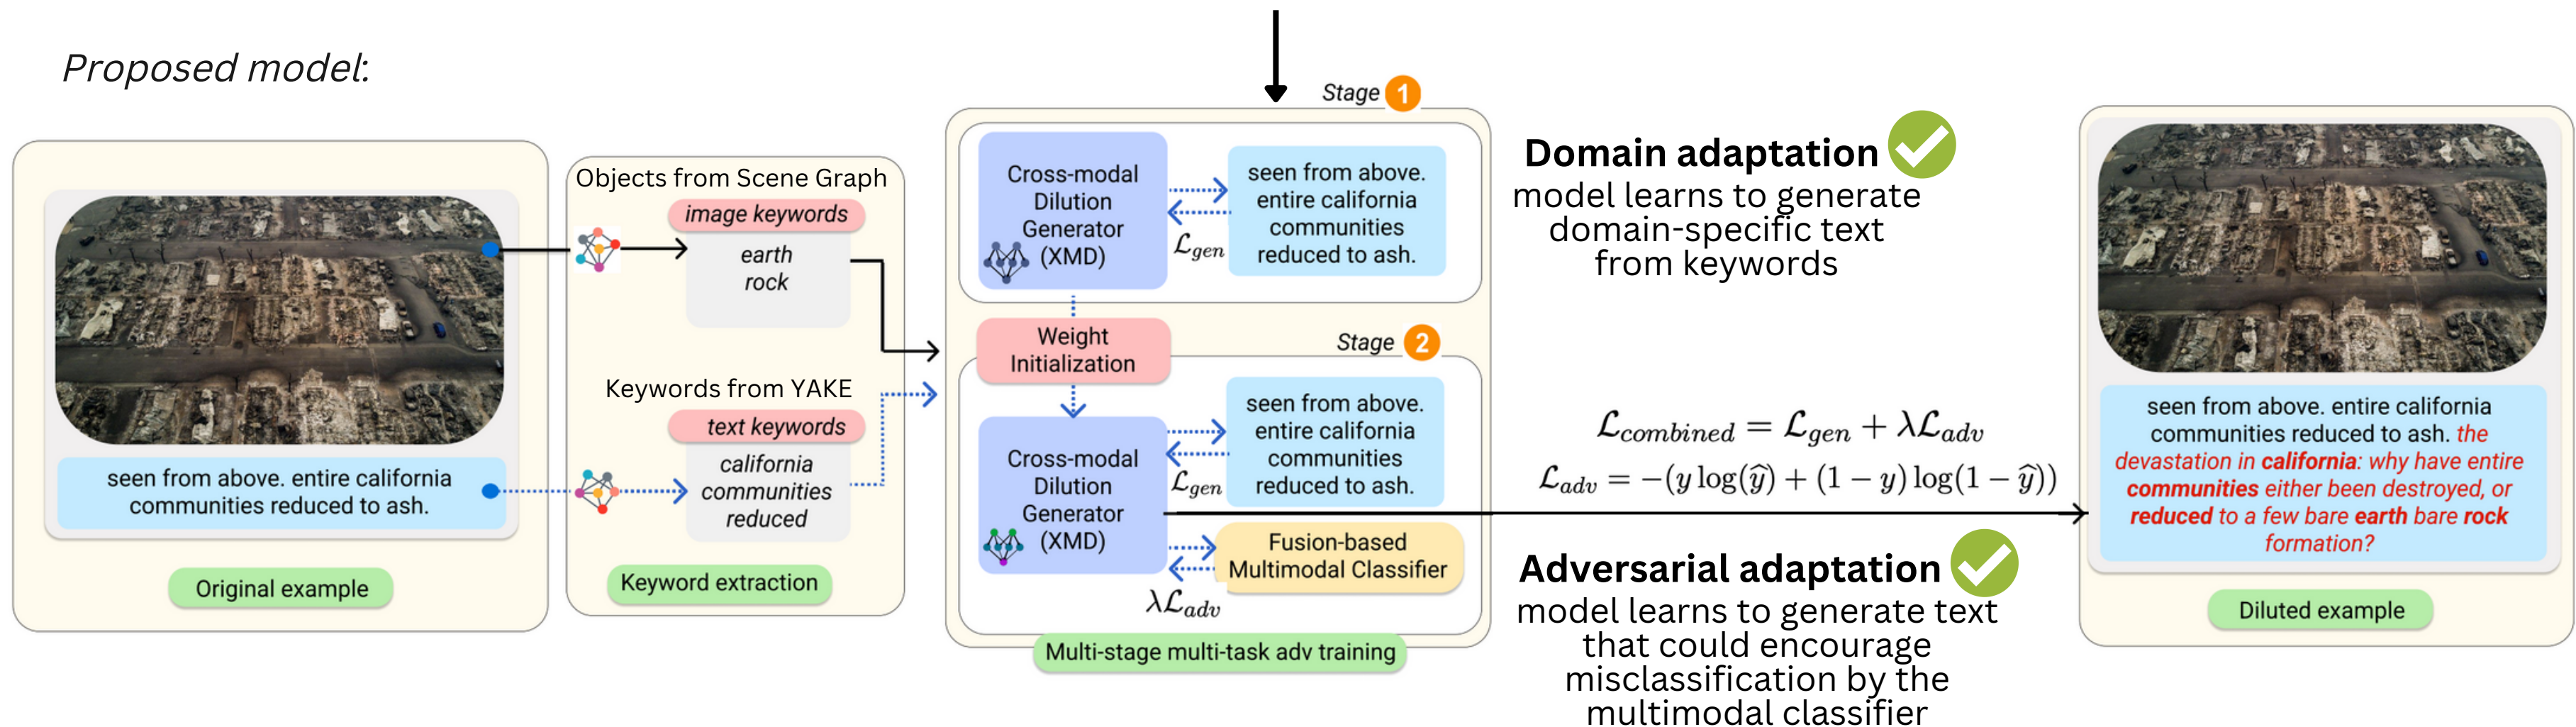 Proposed model:
seen from above. entire california
communities reduced to ash.
Original example
Objects from Scene Graph
image keywords
earth
rock
Keywords from YAKE
text keywords
california
communities
reduced
Keyword extraction
Stage 1
Cross-modal
Dilution
Generator
(XMD)
seen from above.
entire california
communities
reduced to ash.
ℒgen
Weight
Initialization
Stage 2
Cross-modal
Dilution
Generator
(XMD)
seen from above.
entire california
communities
reduced to ash.
ℒgen
Fusion-based
Multimodal Classifier
λℒadv
Multi-stage multi-task adv training
Domain adaptation
model learns to generate
domain-specific text
from keywords
ℒcombined = ℒgen + λℒadv
ℒadv = −(y log(ŷ) + (1 − y) log(1 − ŷ))
Adversarial adaptation
model learns to generate text
that could encourage
misclassification by the
multimodal classifier
seen from above. entire california
communities reduced to ash. the
devastation in california: why have entire
communities either been destroyed, or
reduced to a few bare earth bare rock
formation?
Diluted example